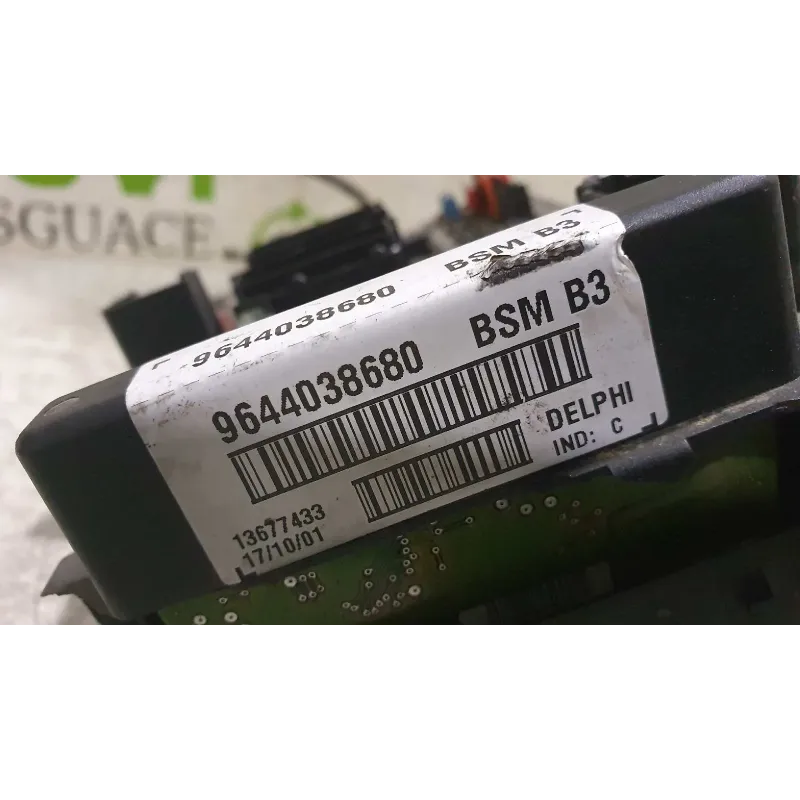 SGUACE
9644038680 BSM B3
9644038680 BSM B3
DELPHI
IND: C
13677433
17/10/01